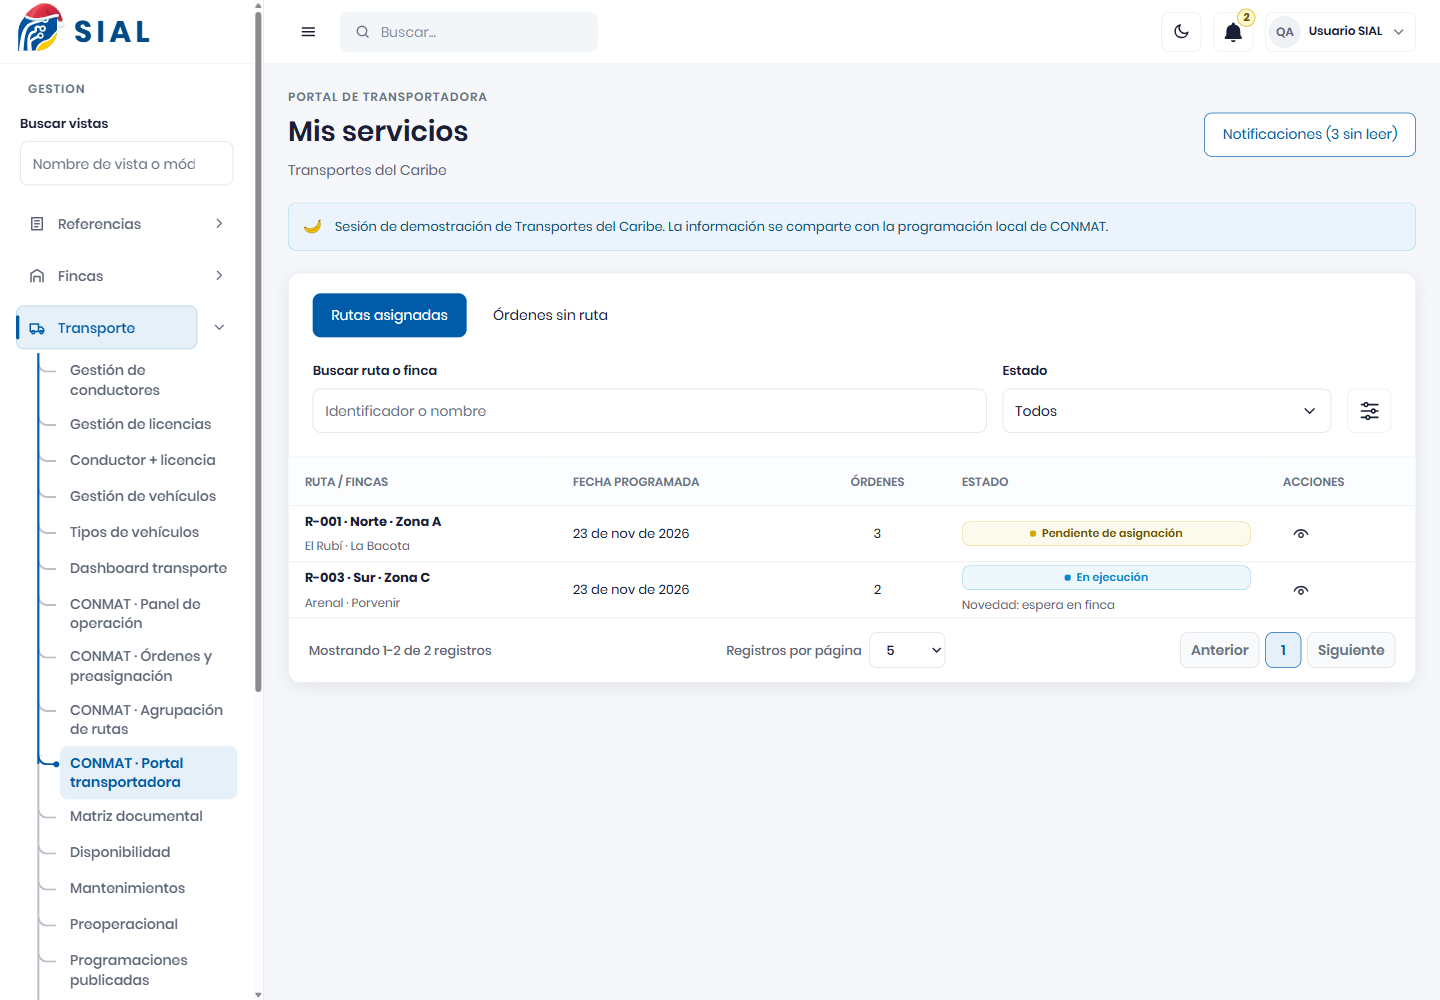 SIAL
GESTION
Buscar vistas
Nombre de vista o mód
Referencias
Fincas
Transporte
Gestión de
conductores
Gestión de licencias
Conductor + licencia
Gestión de vehículos
Tipos de vehículos
Dashboard transporte
CONMAT · Panel de
operación
CONMAT · Órdenes y
preasignación
CONMAT · Agrupación
de rutas
CONMAT · Portal
transportadora
Matriz documental
Disponibilidad
Mantenimientos
Preoperacional
Programaciones
publicadas
Buscar...
2
QA
Usuario SIAL
PORTAL DE TRANSPORTADORA
Mis servicios
Transportes del Caribe
Notificaciones (3 sin leer)
Sesión de demostración de Transportes del Caribe. La información se comparte con la programación local de CONMAT.
Rutas asignadas
Órdenes sin ruta
Buscar ruta o finca
Estado
Identificador o nombre
Todos
RUTA / FINCAS FECHA PROGRAMADA ÓRDENES ESTADO ACCIONES
R-001 · Norte · Zona A
El Rubí · La Bacota
23 de nov de 2026
3
Pendiente de asignación
R-003 · Sur · Zona C
Arenal · Porvenir
23 de nov de 2026
2
En ejecución
Novedad: espera en finca
Mostrando 1-2 de 2 registros
Registros por página 5
Anterior 1 Siguiente